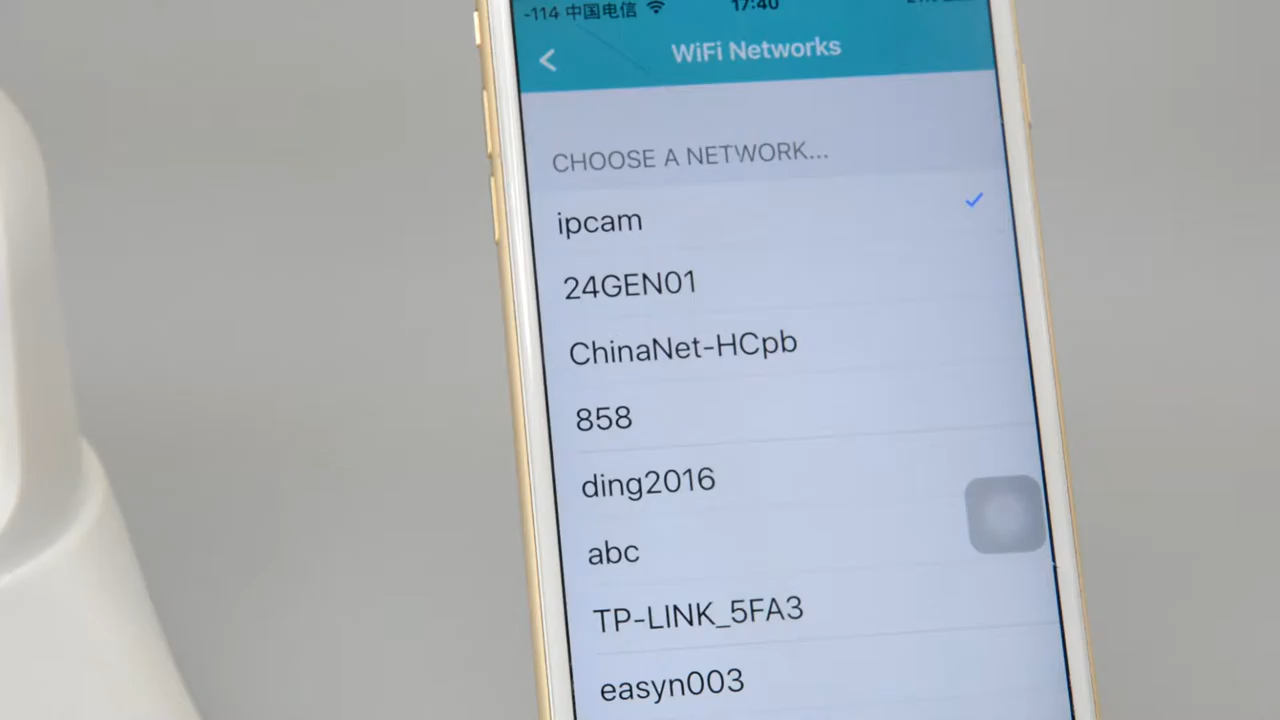 -114 中国电信 17:40
WiFi Networks
CHOOSE A NETWORK...
ipcam
24GEN01
ChinaNet-HCpb
858
ding2016
abc
TP-LINK_5FA3
easyn003